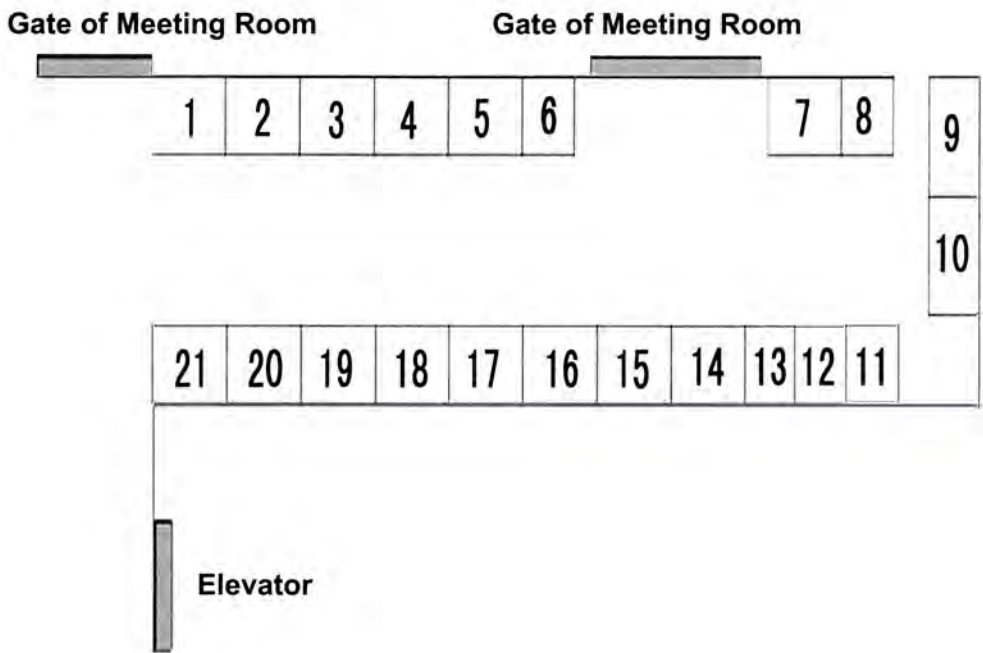 Gate of Meeting Room Gate of Meeting Room
1 2 3 4 5 6 7 8 9
10
21 20 19 18 17 16 15 14 13 12 11
Elevator